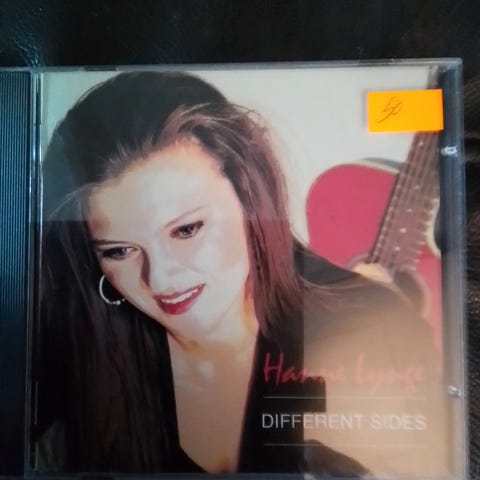 50
Hanne Lynge
DIFFERENT SIDES